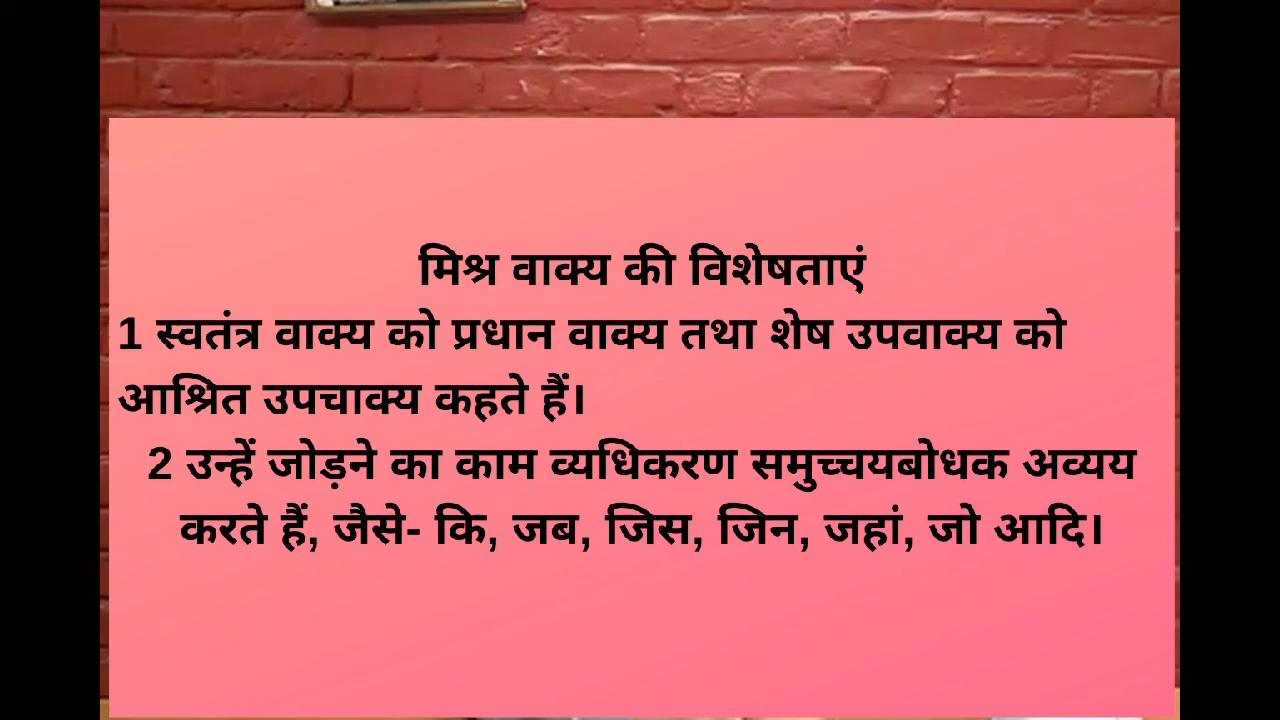 मिश्र वाक्य की विशेषताएं
1 स्वतंत्र वाक्य को प्रधान वाक्य तथा शेष उपवाक्य को
आश्रित उपचाक्य कहते हैं।
2 उन्हें जोड़ने का काम व्यधिकरण समुच्चयबोधक अव्यय
करते हैं, जैसे- कि, जब, जिस, जिन, जहां, जो आदि।